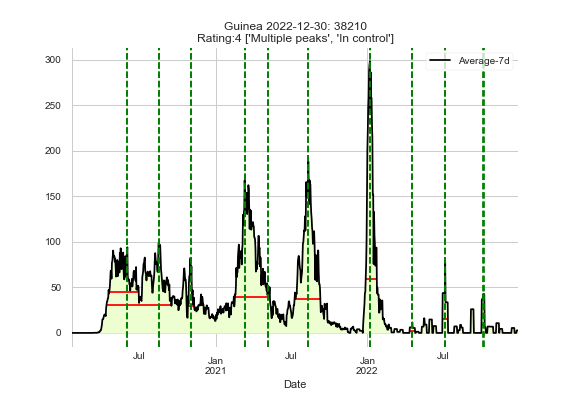 Guinea 2022-12-30: 38210
Rating:4 ['Multiple peaks', 'In control']
Average-7d
300
250
200
150
100
50
0
Jul
Jan
2021
Jul
Jan
2022
Jul
Date